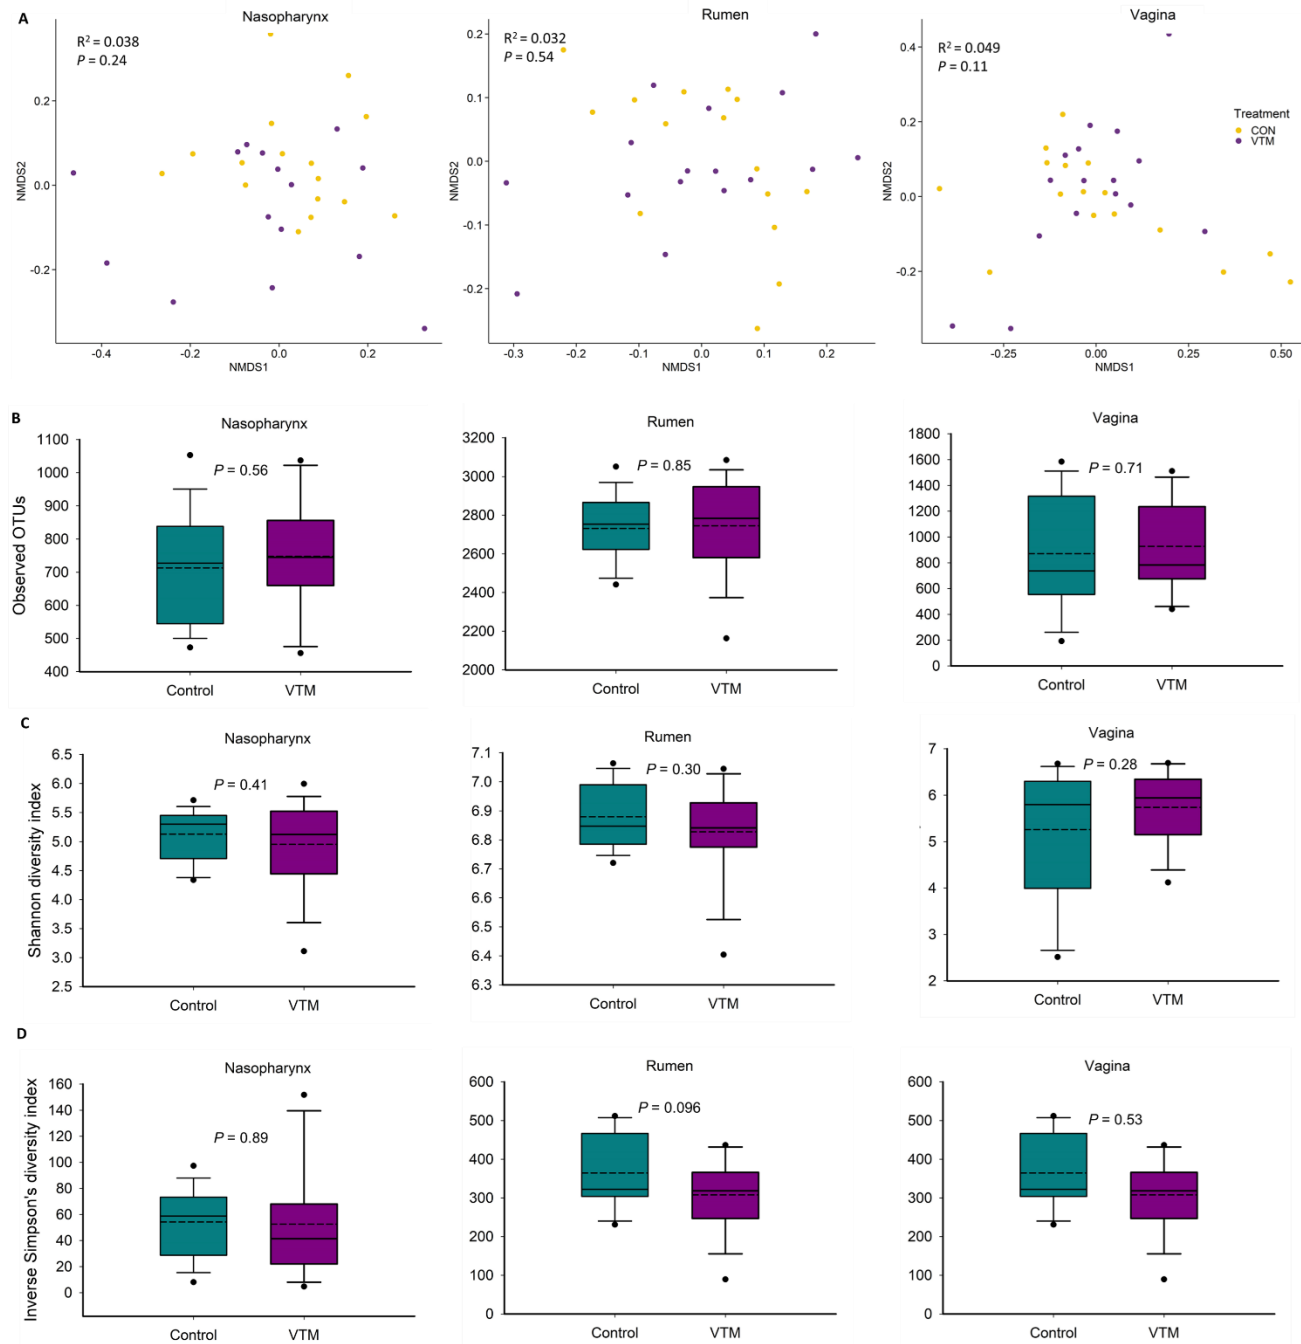 A
Nasopharynx
Rumen
Vagina
R² = 0.038
P = 0.24
R² = 0.032
P = 0.54
R² = 0.049
P = 0.11
NMDS2
0.2
0.0
-0.2
-0.4
-0.2
0.0
0.2
NMDS1
NMDS2
0.2
0.1
0.0
-0.1
-0.2
-0.3
-0.2
-0.1
0.0
0.1
0.2
NMDS1
NMDS2
0.4
0.2
0.0
-0.2
-0.25
0.00
0.25
0.50
NMDS1
Treatment
CON
VTM
B
Nasopharynx
Observed OTUs
1100
1000
900
800
700
600
500
400
P = 0.56
Control
VTM
Rumen
3200
3000
2800
2600
2400
2200
2000
P = 0.85
Control
VTM
Vagina
1800
1600
1400
1200
1000
800
600
400
200
0
P = 0.71
Control
VTM
C
Nasopharynx
Shannon diversity index
6.5
6.0
5.5
5.0
4.5
4.0
3.5
3.0
2.5
P = 0.41
Control
VTM
Rumen
7.1
7.0
6.9
6.8
6.7
6.6
6.5
6.4
6.3
P = 0.30
Control
VTM
Vagina
7
6
5
4
3
2
P = 0.28
Control
VTM
D
Nasopharynx
Inverse Simpson's diversity index
160
140
120
100
80
60
40
20
0
P = 0.89
Control
VTM
Rumen
600
500
400
300
200
100
0
P = 0.096
Control
VTM
Vagina
600
500
400
300
200
100
0
P = 0.53
Control
VTM